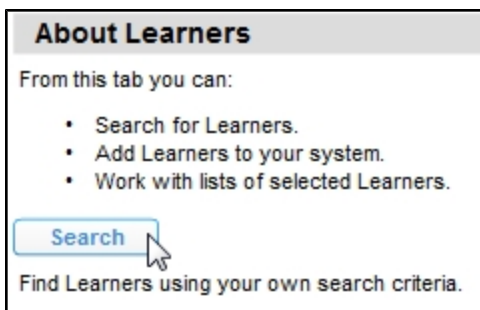 About Learners
From this tab you can:
• Search for Learners.
• Add Learners to your system.
• Work with lists of selected Learners.
Search
Find Learners using your own search criteria.